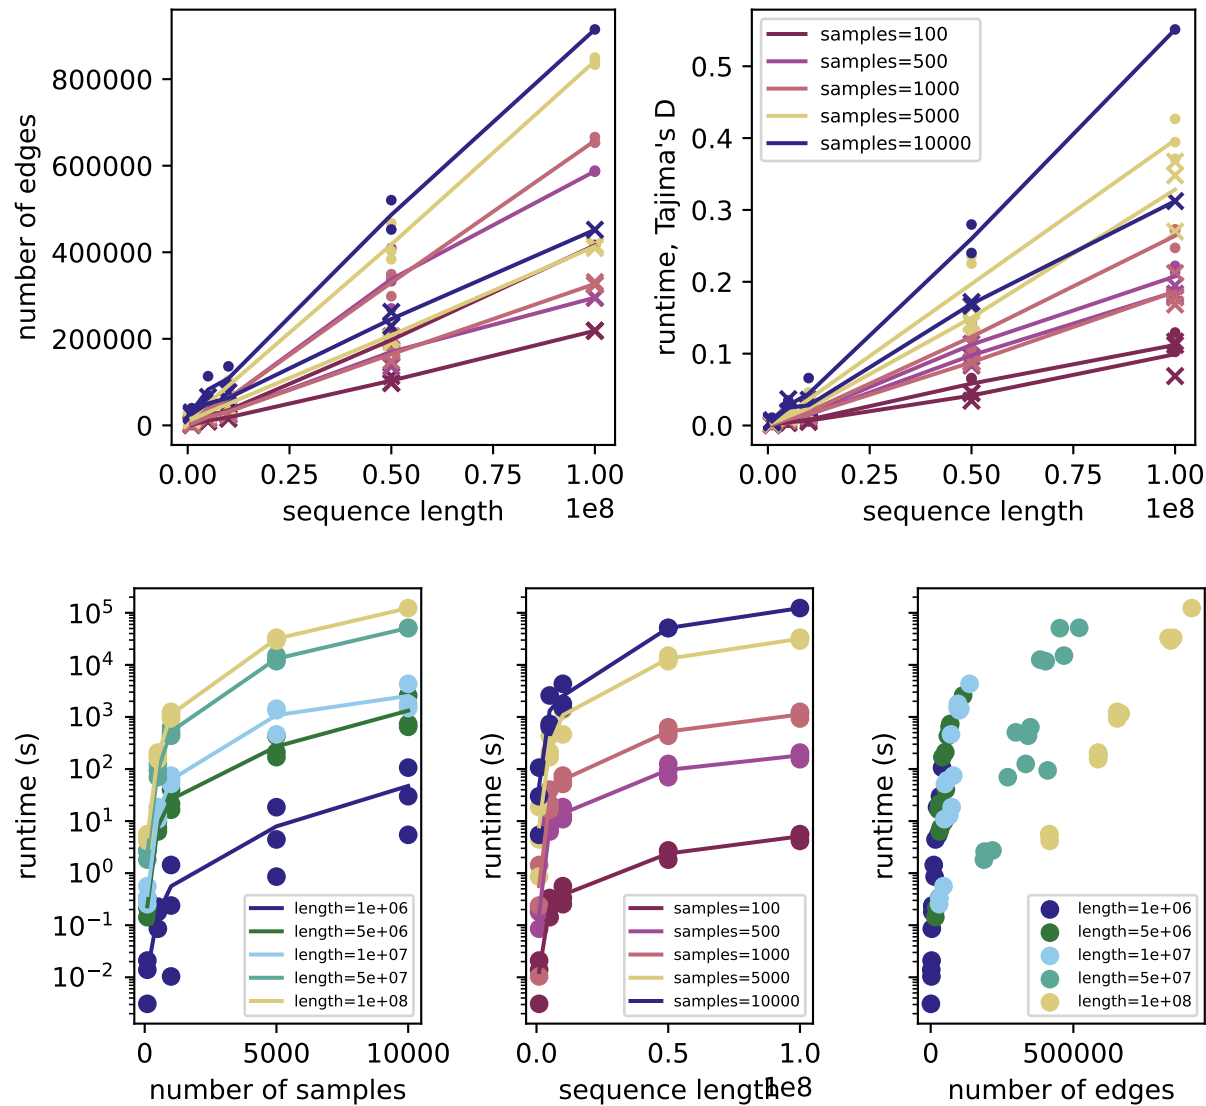 number of edges
800000
600000
400000
200000
0
0.00 0.25 0.50 0.75 1.00
1e8
sequence length
runtime, Tajima's D
0.5
0.4
0.3
0.2
0.1
0.0
samples=100
samples=500
samples=1000
samples=5000
samples=10000
0.00 0.25 0.50 0.75 1.00
1e8
sequence length
runtime (s)
10^5
10^4
10^3
10^2
10^1
10^0
10^−1
10^−2
length=1e+06
length=5e+06
length=1e+07
length=5e+07
length=1e+08
0 5000 10000
number of samples
runtime (s)
samples=100
samples=500
samples=1000
samples=5000
samples=10000
0.0 0.5 1.0
sequence length
1e8
runtime (s)
length=1e+06
length=5e+06
length=1e+07
length=5e+07
length=1e+08
0 500000
number of edges